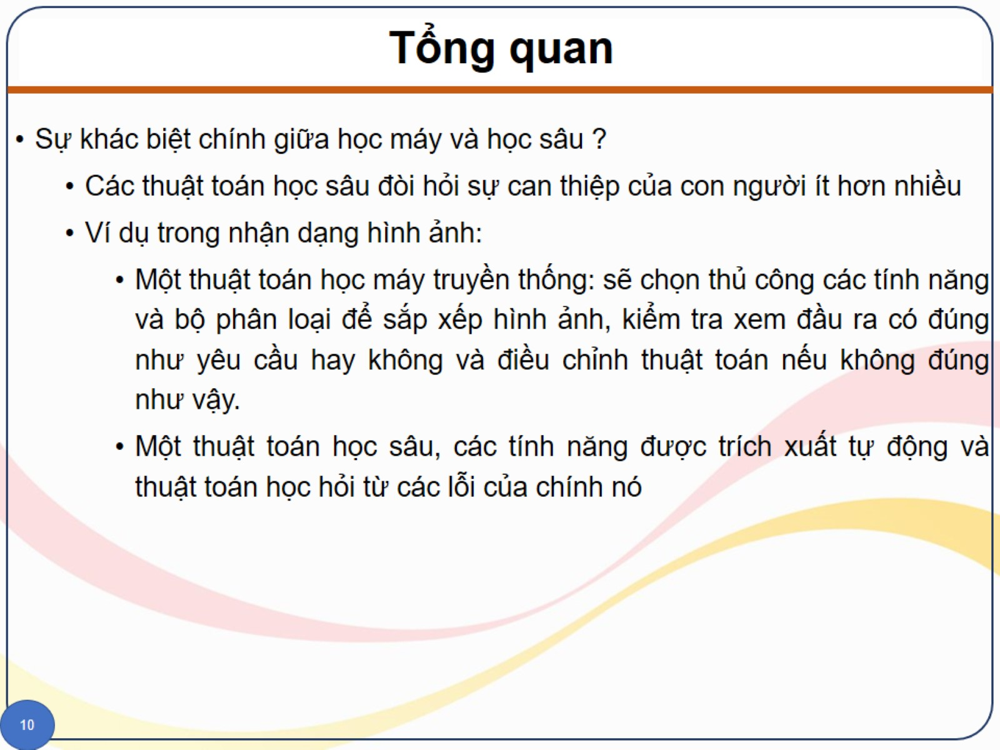 Tổng quan
• Sự khác biệt chính giữa học máy và học sâu ?
• Các thuật toán học sâu đòi hỏi sự can thiệp của con người ít hơn nhiều
• Ví dụ trong nhận dạng hình ảnh:
• Một thuật toán học máy truyền thống: sẽ chọn thủ công các tính năng
và bộ phân loại để sắp xếp hình ảnh, kiểm tra xem đầu ra có đúng
như yêu cầu hay không và điều chỉnh thuật toán nếu không đúng
như vậy.
• Một thuật toán học sâu, các tính năng được trích xuất tự động và
thuật toán học hỏi từ các lỗi của chính nó
10